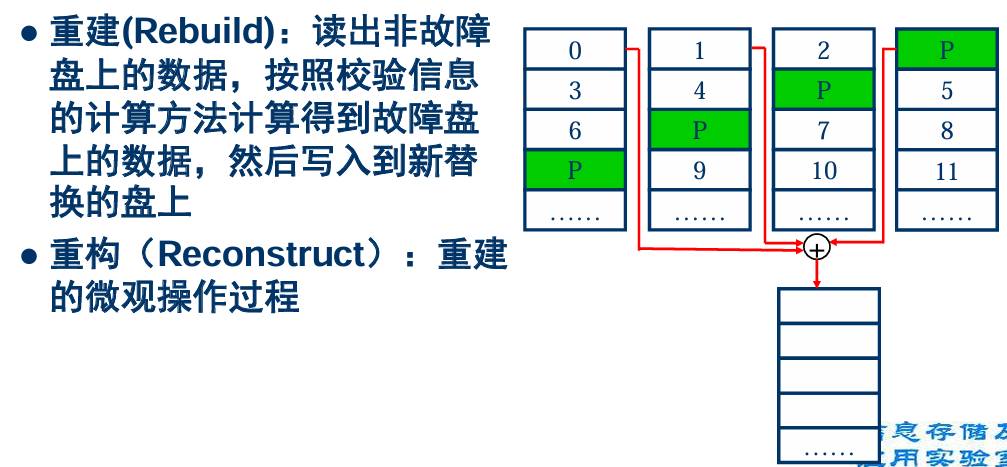 ● 重建(Rebuild)：读出非故障
盘上的数据，按照校验信息
的计算方法计算得到故障盘
上的数据，然后写入到新替
换的盘上
● 重构（Reconstruct）：重建
的微观操作过程
0 1 2 P
3 4 P 5
6 P 7 8
P 9 10 11
…… …… …… ……
+
……
息存储及
应用实验室